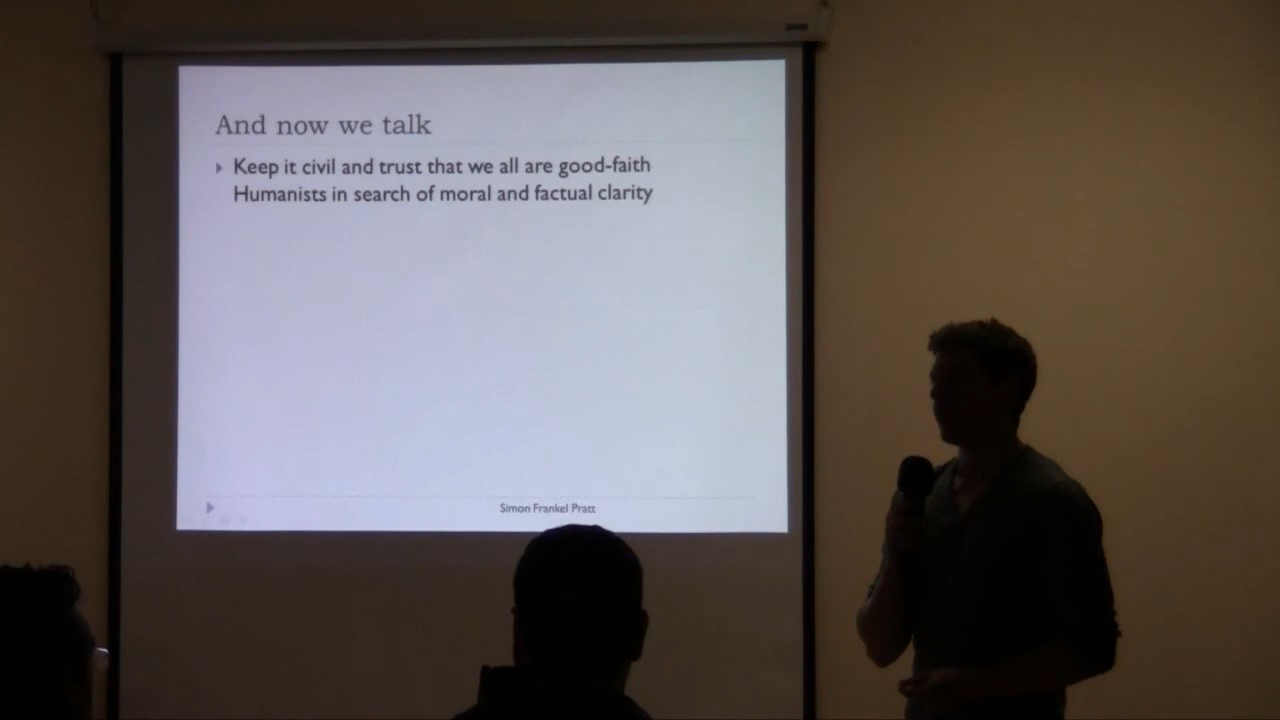 And now we talk
Keep it civil and trust that we all are good-faith
Humanists in search of moral and factual clarity
Simon Frankel Pratt